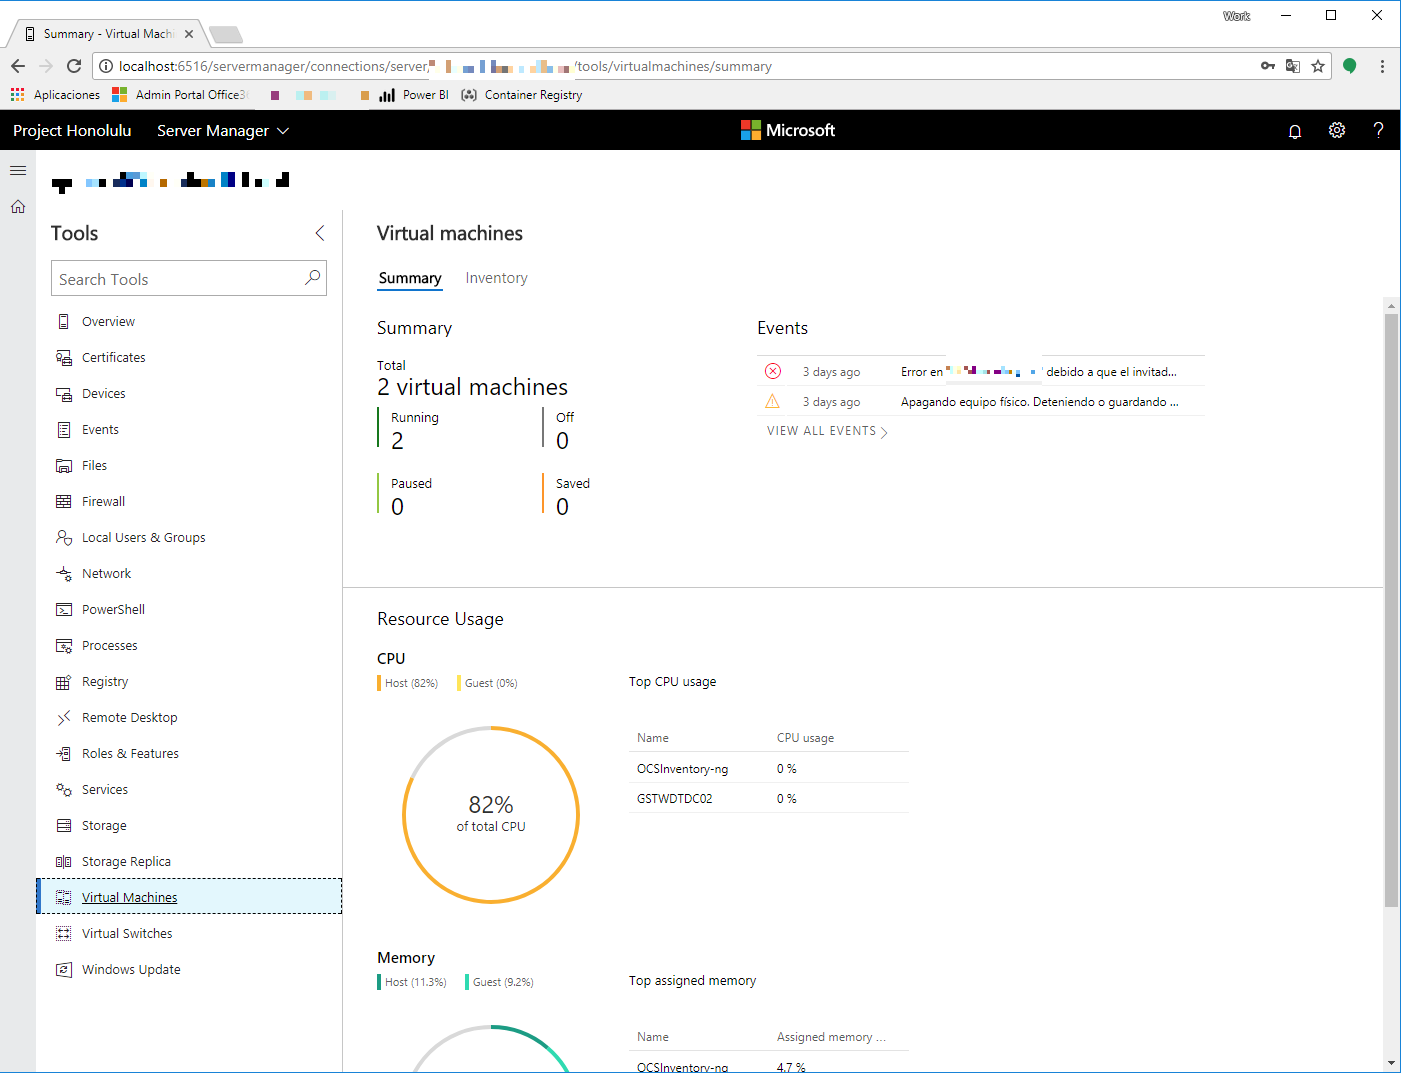 Work
Summary - Virtual Machi
localhost:6516/servermanager/connections/server/ /tools/virtualmachines/summary
Aplicaciones Admin Portal Office36 Power BI Container Registry
Project Honolulu Server Manager Microsoft ?
Tools
Search Tools
Overview
Certificates
Devices
Events
Files
Firewall
Local Users & Groups
Network
PowerShell
Processes
Registry
Remote Desktop
Roles & Features
Services
Storage
Storage Replica
Virtual Machines
Virtual Switches
Windows Update
Virtual machines
Summary Inventory
Summary
Total
2 virtual machines
Running
2
Off
0
Paused
0
Saved
0
Events
3 days ago Error en debido a que el invitad...
3 days ago Apagando equipo físico. Deteniendo o guardando ...
VIEW ALL EVENTS
Resource Usage
CPU
Host (82%) Guest (0%)
82%
of total CPU
Top CPU usage
Name CPU usage
OCSInventory-ng 0 %
GSTWDTDC02 0 %
Memory
Host (11.3%) Guest (9.2%)
Top assigned memory
Name Assigned memory ...
OCSInventory-ng 4.7 %